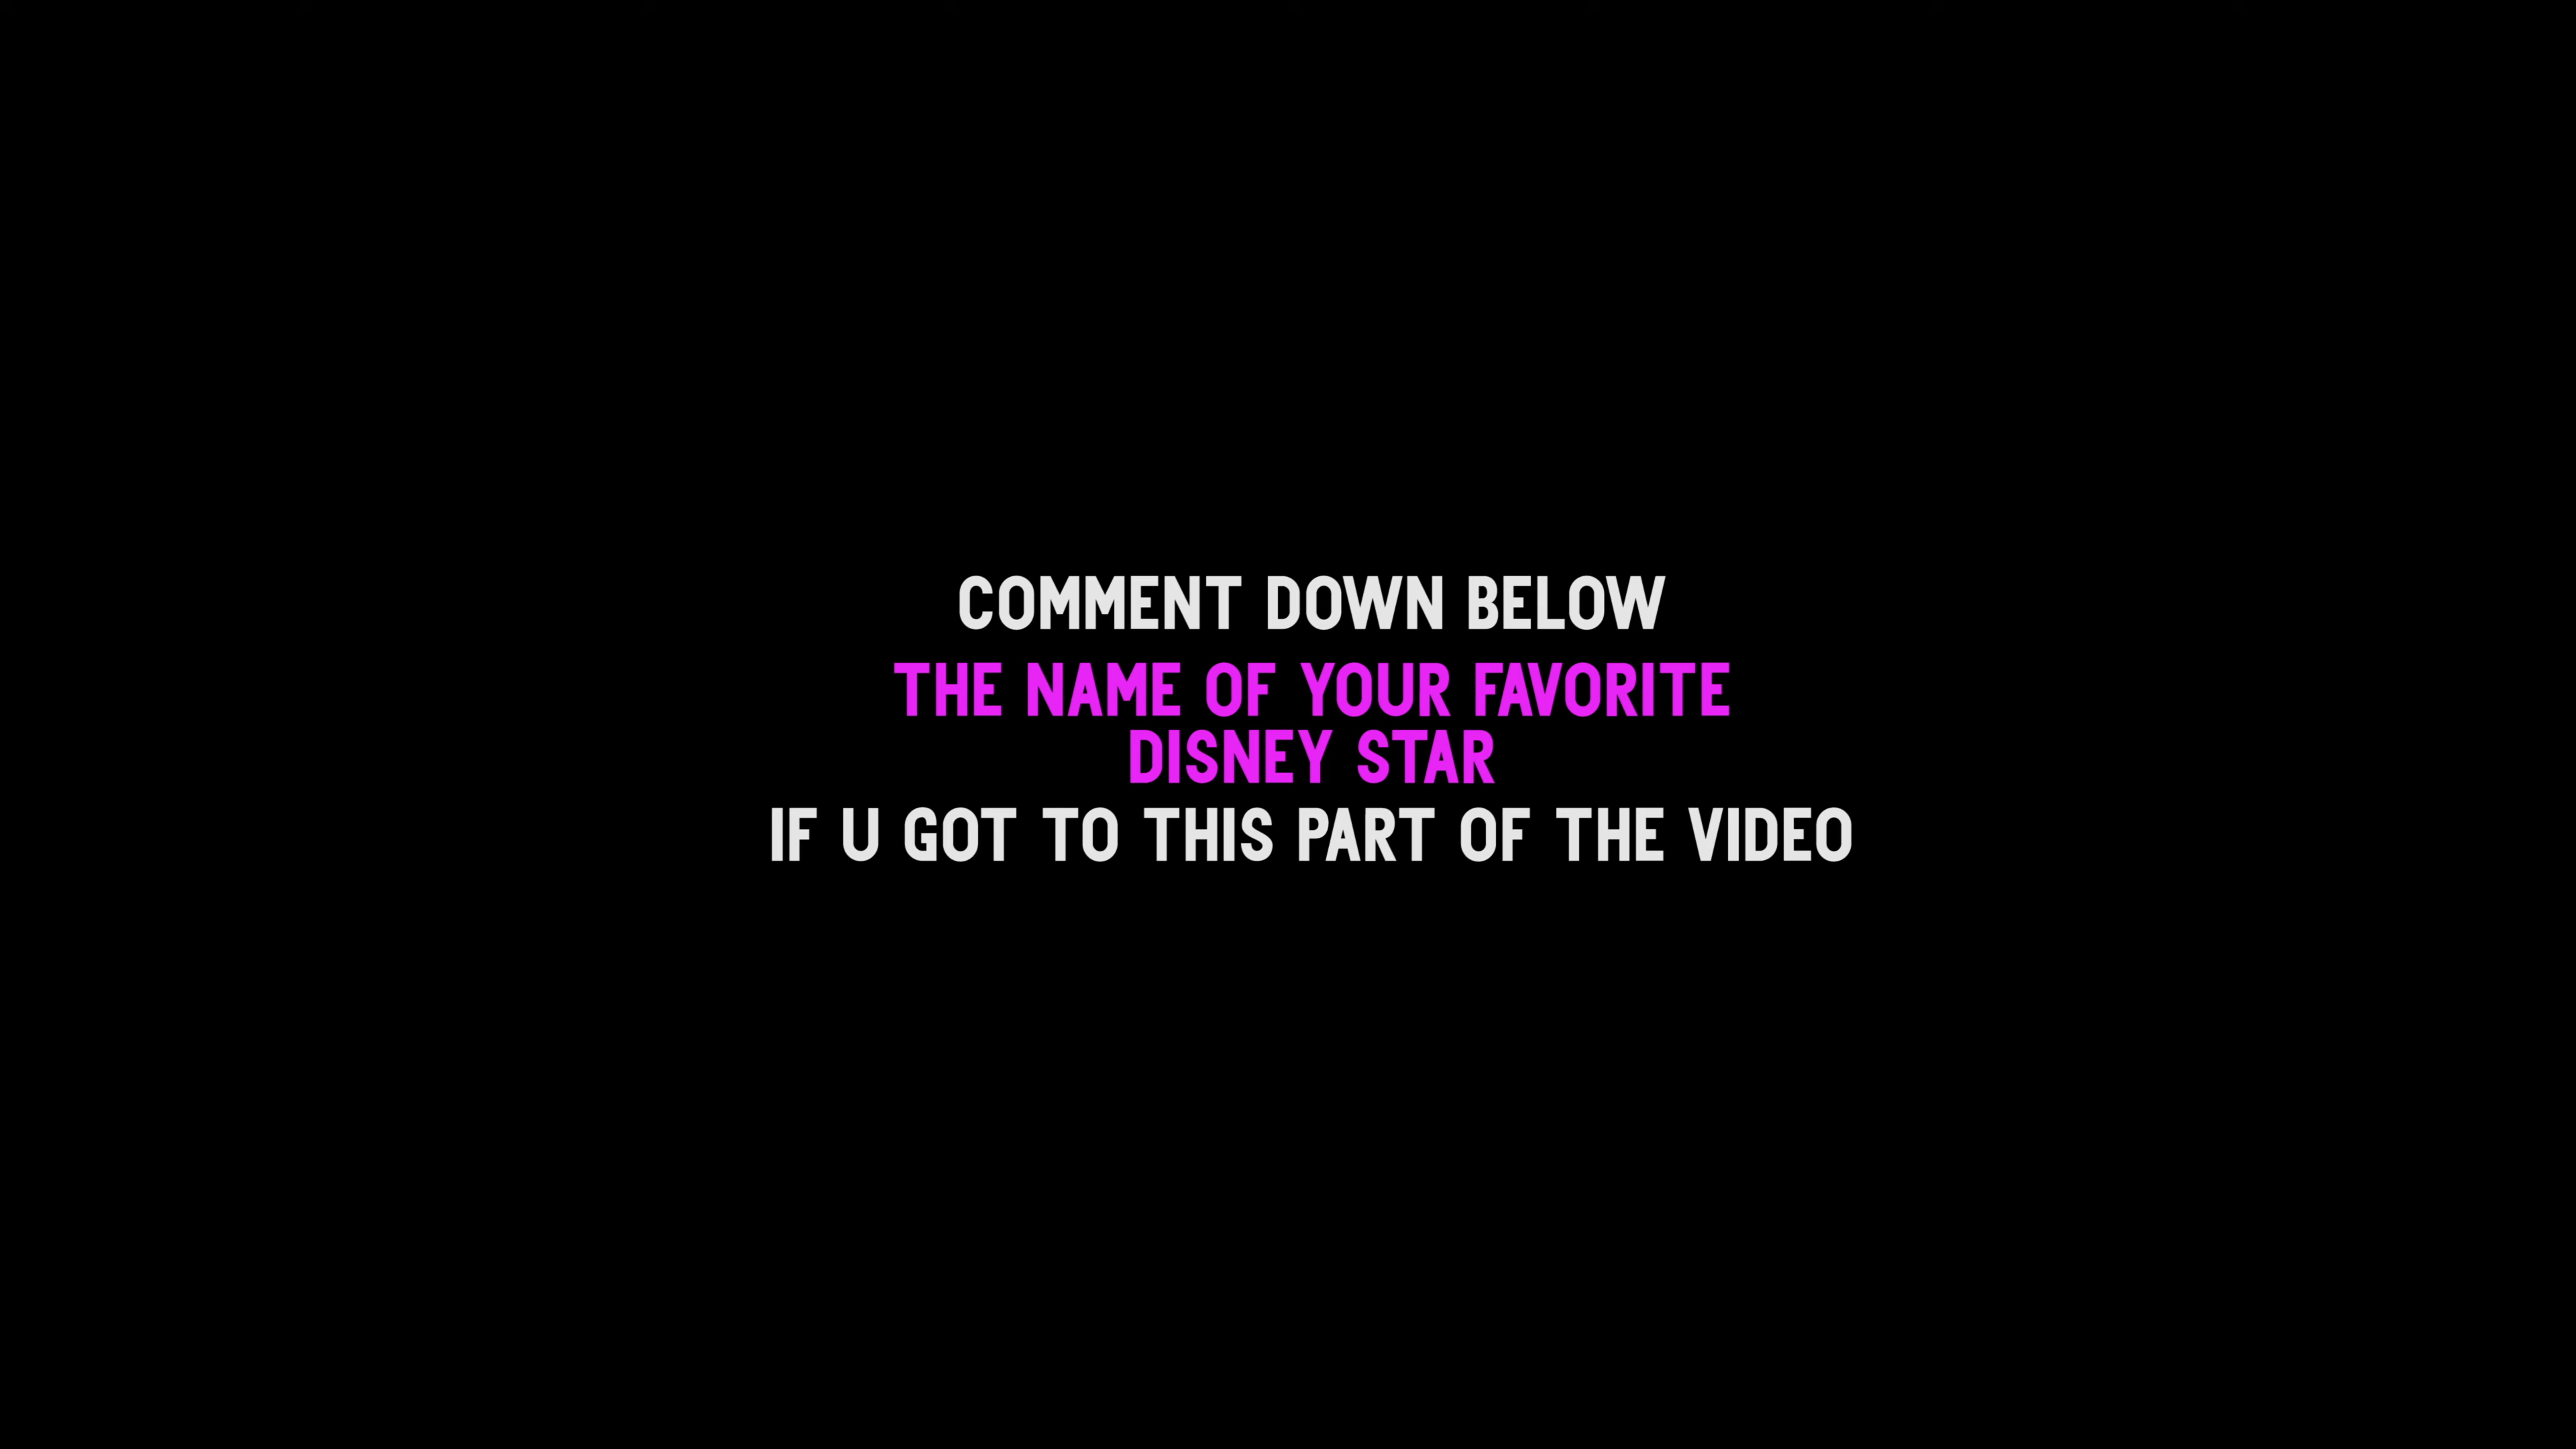 COMMENT DOWN BELOW
THE NAME OF YOUR FAVORITE
DISNEY STAR
IF U GOT TO THIS PART OF THE VIDEO